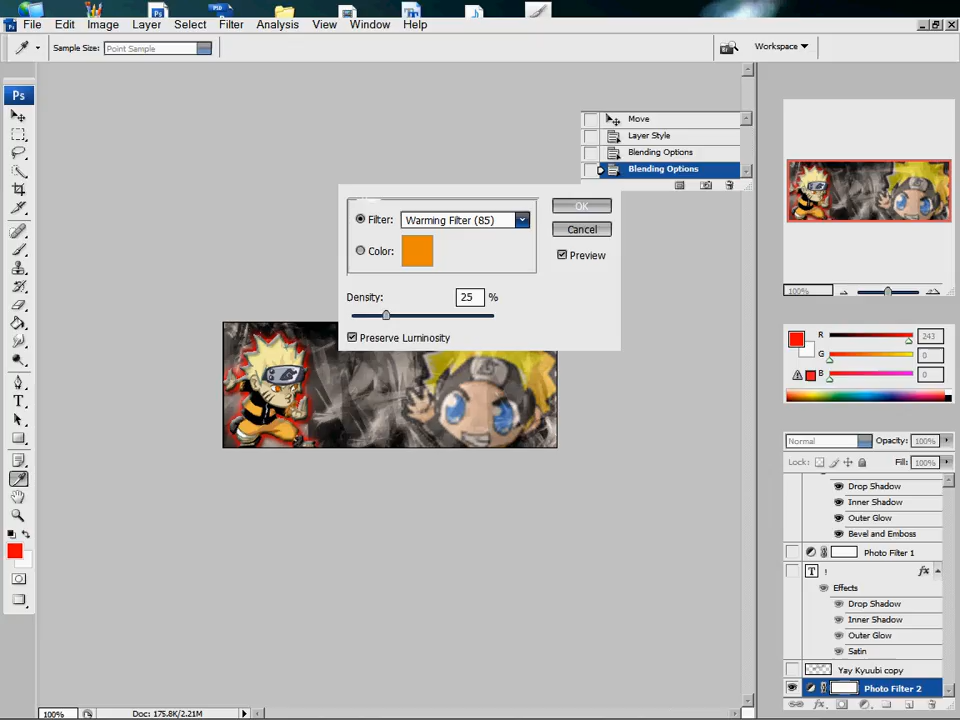 File Edit Image Layer Select Filter Analysis View Window Help
Sample Size: Point Sample
Workspace
Ps
Move
Layer Style
Blending Options
Blending Options
Filter: Warming Filter (85)
OK
Cancel
Color:
Preview
Density: 25 %
Preserve Luminosity
100%
R 243
G 0
B 0
Normal Opacity: 100%
Lock: Fill: 100%
Drop Shadow
Inner Shadow
Outer Glow
Bevel and Emboss
Photo Filter 1
T ! fx
Effects
Drop Shadow
Inner Shadow
Outer Glow
Satin
Yay Kyuubi copy
Photo Filter 2
100% Doc: 175.8K/2.21M